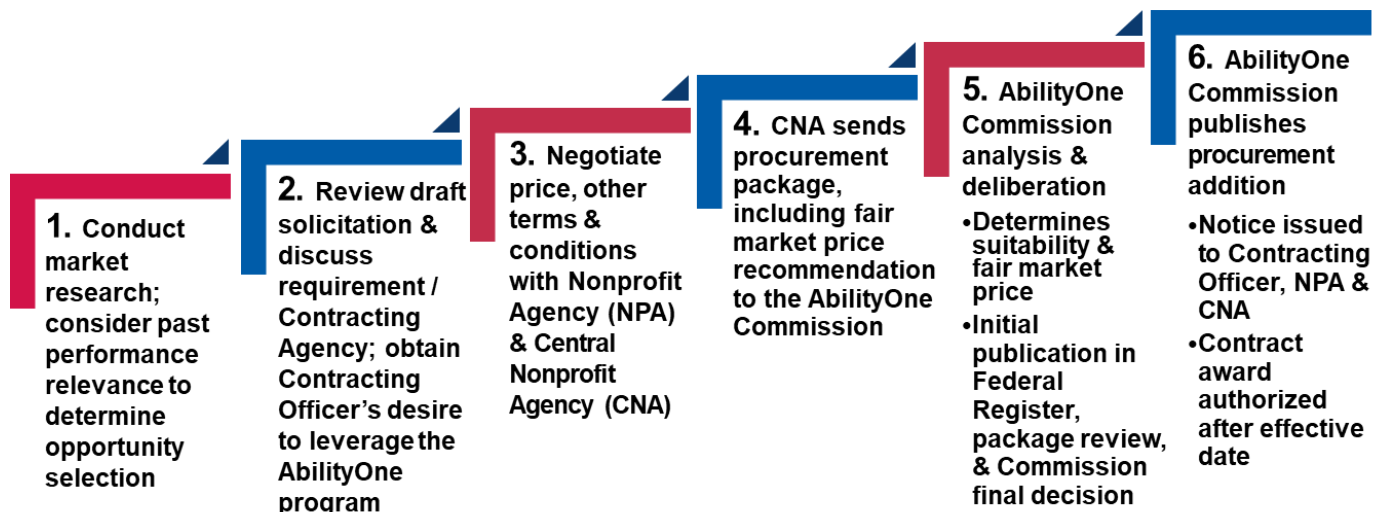 1. Conduct
market
research;
consider past
performance
relevance to
determine
opportunity
selection
2. Review draft
solicitation &
discuss
requirement /
Contracting
Agency; obtain
Contracting
Officer's desire
to leverage the
AbilityOne
program
3. Negotiate
price, other
terms &
conditions
with Nonprofit
Agency (NPA)
& Central
Nonprofit
Agency (CNA)
4. CNA sends
procurement
package,
including fair
market price
recommendation
to the AbilityOne
Commission
5. AbilityOne
Commission
analysis &
deliberation
•Determines
suitability &
fair market
price
•Initial
publication in
Federal
Register,
package review,
& Commission
final decision
6. AbilityOne
Commission
publishes
procurement
addition
•Notice issued
to Contracting
Officer, NPA &
CNA
•Contract
award
authorized
after effective
date